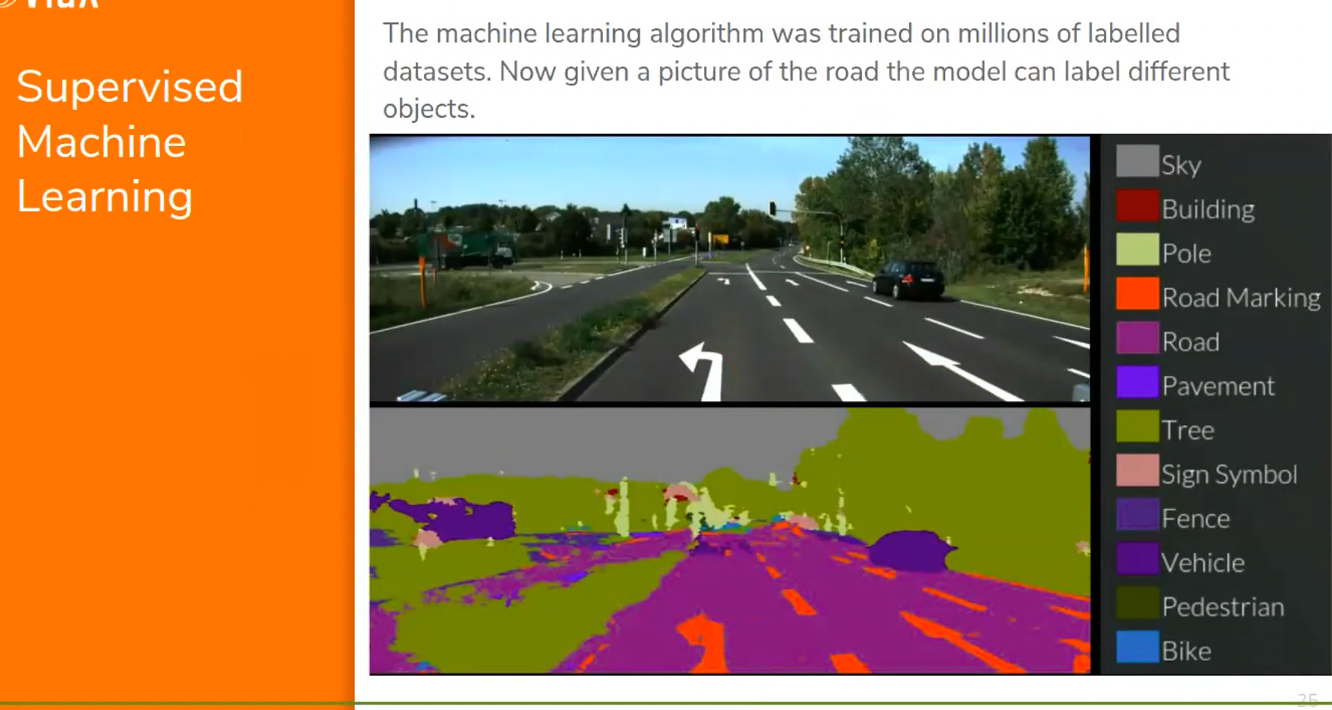 Supervised
Machine
Learning
The machine learning algorithm was trained on millions of labelled
datasets. Now given a picture of the road the model can label different
objects.
Sky
Building
Pole
Road Marking
Road
Pavement
Tree
Sign Symbol
Fence
Vehicle
Pedestrian
Bike
25